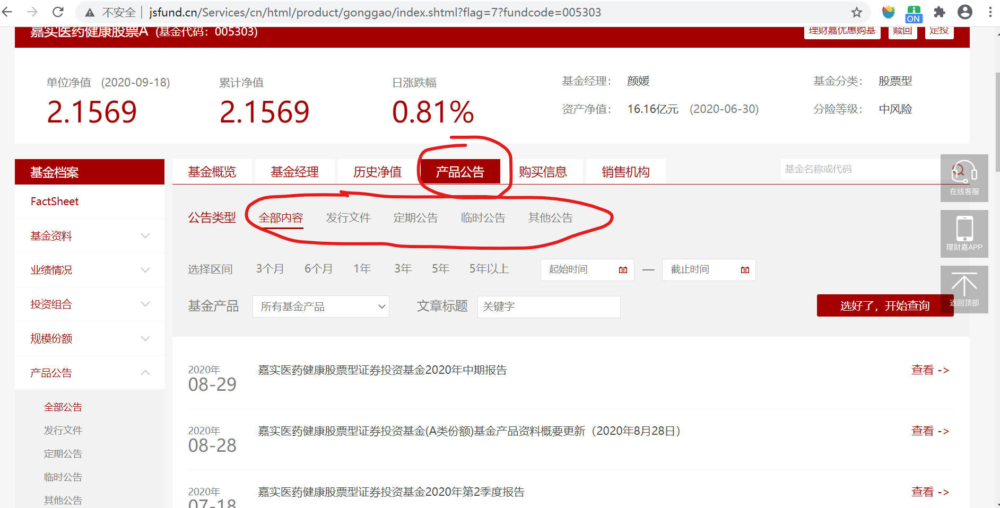 不安全 jsfund.cn/Services/cn/html/product/gonggao/index.shtml?flag=7?fundcode=005303
ON
嘉实医药健康股票A (基金代码：005303) 理财嘉优惠购基 赎回 定投
单位净值 (2020-09-18) 累计净值 日涨跌幅 基金经理： 颜媛 基金分类： 股票型
2.1569 2.1569 0.81% 资产净值： 16.16亿元 (2020-06-30) 分险等级： 中风险
基金档案 基金概览 基金经理 历史净值 产品公告 购买信息 销售机构 基金名称或代码
在线客服
FactSheet
公告类型 全部内容 发行文件 定期公告 临时公告 其他公告
基金资料
理财嘉APP
业绩情况 选择区间 3个月 6个月 1年 3年 5年 5年以上 起始时间 — 截止时间
投资组合 基金产品 所有基金产品 文章标题 关键字 选好了，开始查询 返回顶部
规模份额
产品公告
2020年
08-29 嘉实医药健康股票型证券投资基金2020年中期报告 查看 ->
全部公告
发行文件
2020年
08-28 嘉实医药健康股票型证券投资基金(A类份额)基金产品资料概要更新（2020年8月28日） 查看 ->
定期公告
临时公告
2020年
07-18 嘉实医药健康股票型证券投资基金2020年第2季度报告 查看 ->
其他公告